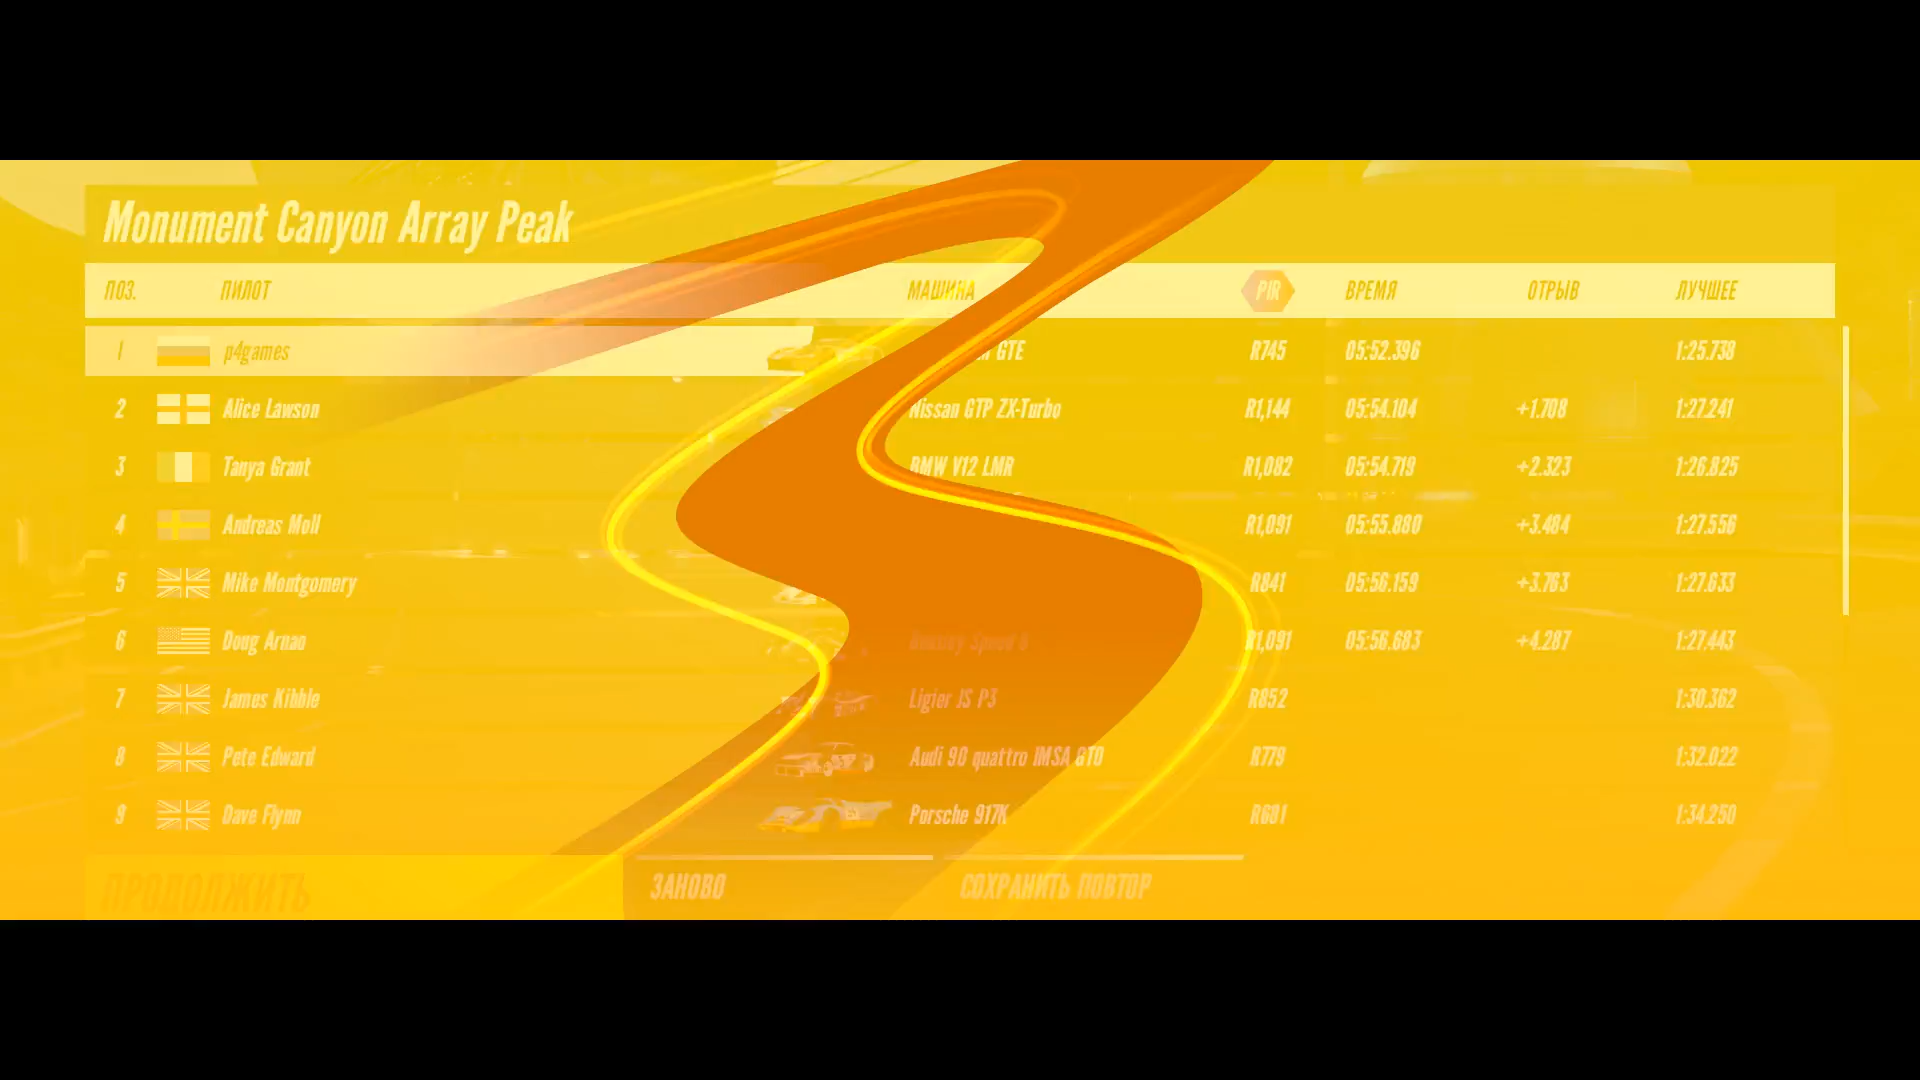 Monument Canyon Array Peak
ПОЗ. ПИЛОТ МАШИНА PIR ВРЕМЯ ОТРЫВ ЛУЧШЕЕ
1 p4games GTE R745 05:52.396 1:25.738
2 Alice Lawson Nissan GTP ZX-Turbo R1,144 05:54.104 +1.708 1:27.241
3 Tanya Grant BMW V12 LMR R1,082 05:54.719 +2.323 1:26.825
4 Andreas Moll R1,091 05:55.880 +3.484 1:27.556
5 Mike Montgomery R841 05:56.159 +3.763 1:27.633
6 Doug Arnao Bentley Speed 8 R1,091 05:56.683 +4.287 1:27.443
7 James Kibble Ligier JS P3 R852 1:30.362
8 Pete Edward Audi 90 quattro IMSA GTO R779 1:32.022
9 Dave Flynn Porsche 917K R681 1:34.250
ПРОДОЛЖИТЬ ЗАНОВО СОХРАНИТЬ ПОВТОР